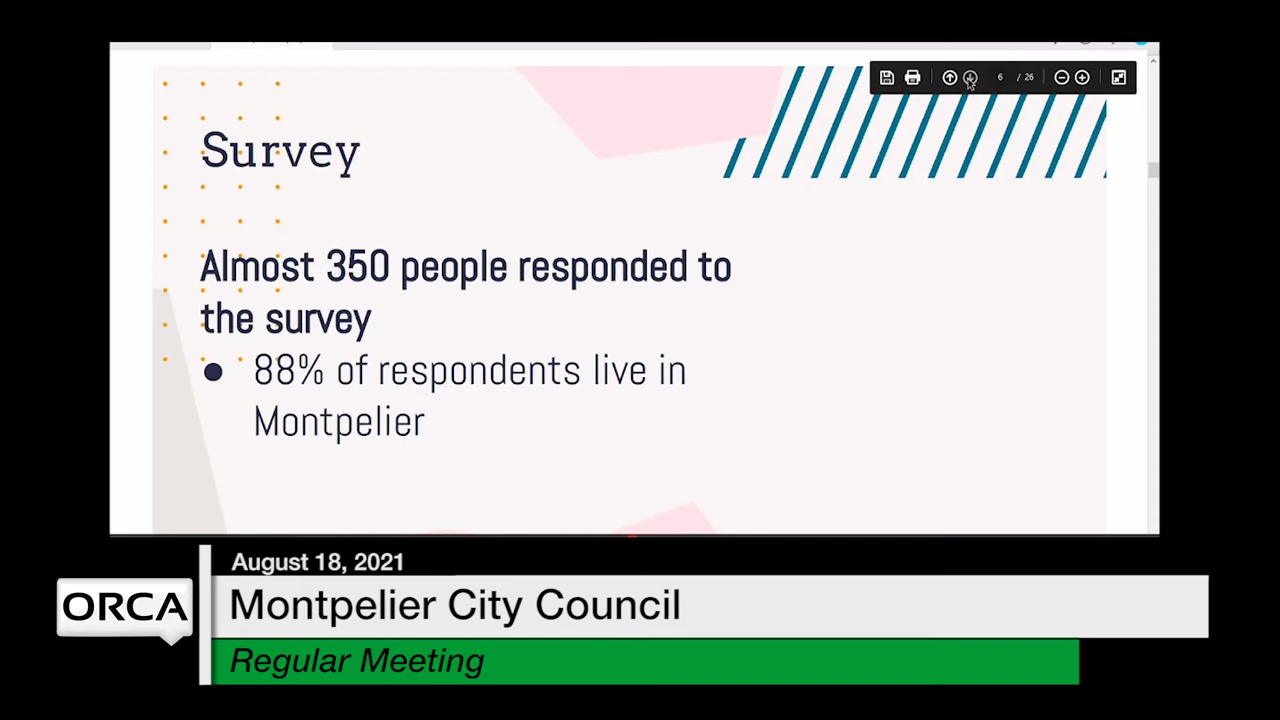 6 / 26
Survey
Almost 350 people responded to
the survey
● 88% of respondents live in
Montpelier
August 18, 2021
ORCA
Montpelier City Council
Regular Meeting